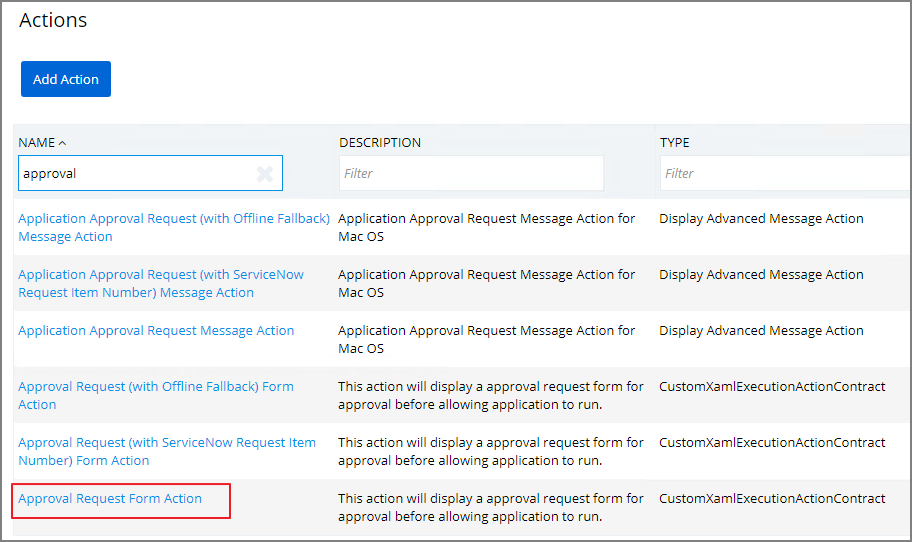 Actions
Add Action
NAME
DESCRIPTION
TYPE
approval
Filter
Filter
Application Approval Request (with Offline Fallback)
Message Action
Application Approval Request Message Action for
Mac OS
Display Advanced Message Action
Application Approval Request (with ServiceNow
Request Item Number) Message Action
Application Approval Request Message Action for
Mac OS
Display Advanced Message Action
Application Approval Request Message Action
Application Approval Request Message Action for
Mac OS
Display Advanced Message Action
Approval Request (with Offline Fallback) Form
Action
This action will display a approval request form for
approval before allowing application to run.
CustomXamlExecutionActionContract
Approval Request (with ServiceNow Request Item
Number) Form Action
This action will display a approval request form for
approval before allowing application to run.
CustomXamlExecutionActionContract
Approval Request Form Action
This action will display a approval request form for
approval before allowing application to run.
CustomXamlExecutionActionContract